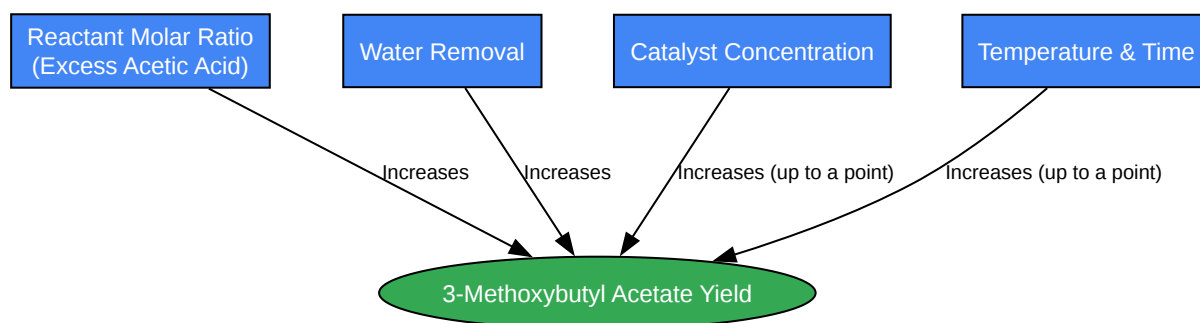 Reactant Molar Ratio
(Excess Acetic Acid)
Water Removal
Catalyst Concentration
Temperature & Time
Increases
Increases
Increases (up to a point)
Increases (up to a point)
3-Methoxybutyl Acetate Yield